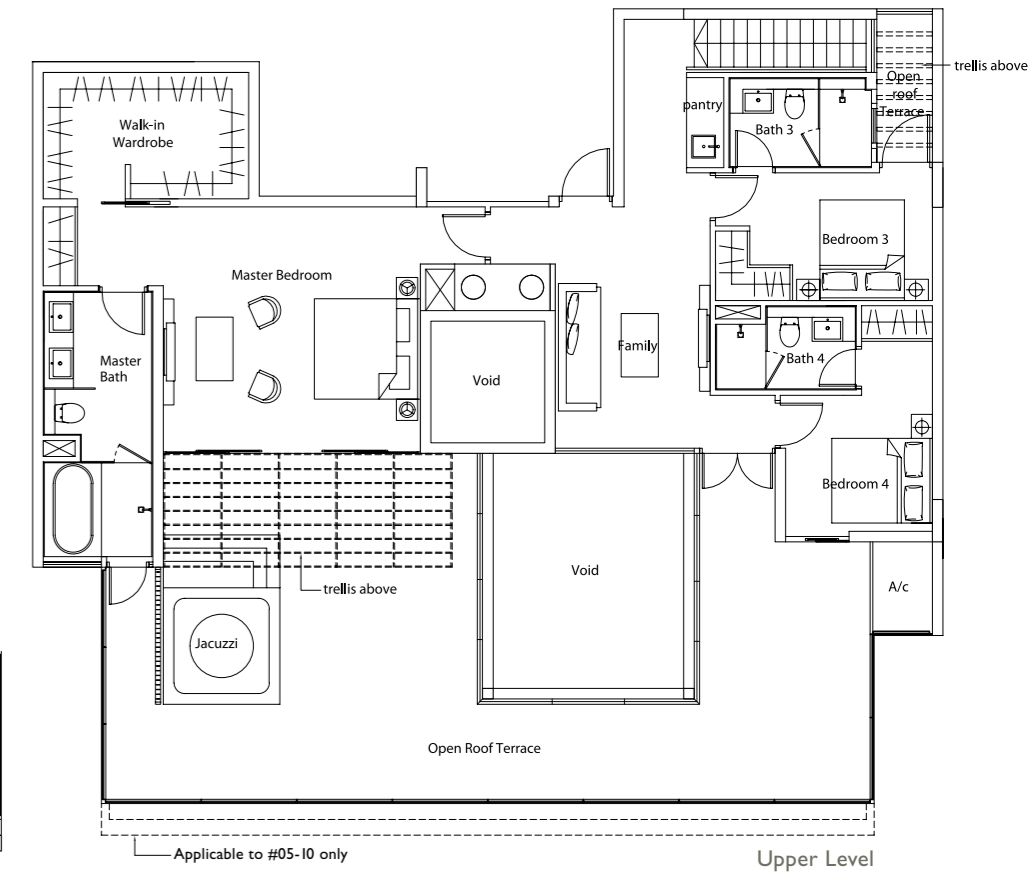 trellis above
Open
roof
Terrace
pantry
Bath 3
Walk-in
Wardrobe
Bedroom 3
Master Bedroom
Family
Bath 4
Master
Bath
Void
Bedroom 4
Void
trellis above
A/c
Jacuzzi
Open Roof Terrace
Applicable to #05-10 only
Upper Level